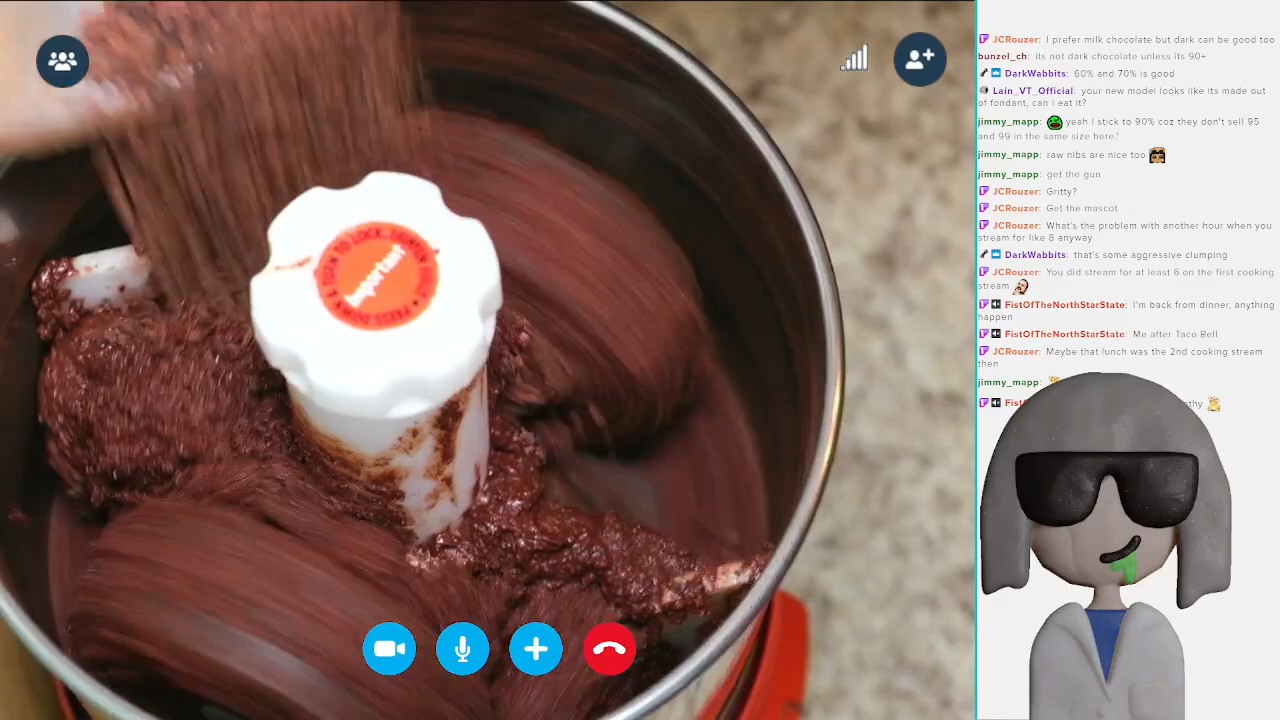 JCRouzer: I prefer milk chocolate but dark can be good too
bunzel_ch: its not dark chocolate unless its 90+
DarkWabbits: 60% and 70% is good
Lain_VT_Official: your new model looks like its made out
of fondant, can I eat it?
jimmy_mapp: yeah I stick to 90% coz they don't sell 95
and 99 in the same size here.'
jimmy_mapp: raw nibs are nice too
jimmy_mapp: get the gun
JCRouzer: Gritty?
JCRouzer: Get the mascot
JCRouzer: What's the problem with another hour when you
stream for like 8 anyway
DarkWabbits: that's some aggressive clumping
JCRouzer: You did stream for at least 6 on the first cooking
stream
FistOfTheNorthStarState: I'm back from dinner, anything
happen
FistOfTheNorthStarState: Me after Taco Bell
JCRouzer: Maybe that lunch was the 2nd cooking stream
then
jimmy_mapp:
Important
TURN TO LOCK. TIGHTEN
PRESS DOWN &